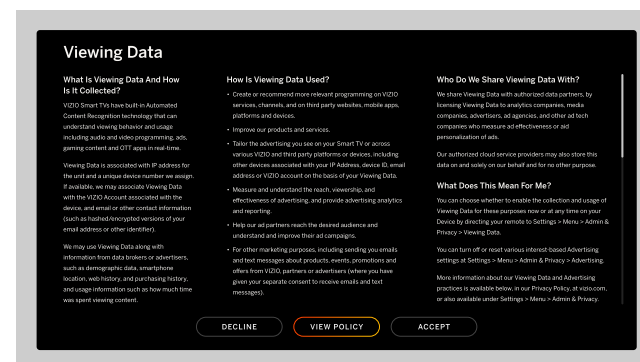 Viewing Data
What Is Viewing Data And How
Is It Collected?
VIZIO Smart TVs have built-in Automated
Content Recognition technology that can
understand viewing behavior and usage
including audio and video programming, ads,
gaming content and OTT apps in real-time.
Viewing Data is associated with IP address for
the unit and a unique device number we assign.
If available, we may associate Viewing Data
with the VIZIO Account associated with the
device, and email or other contact information
(such as hashed/encrypted versions of your
email address or other identifier).
We may use Viewing Data along with
information from data brokers or advertisers,
such as demographic data, smartphone
location, web history, and purchasing history,
and usage information such as how much time
was spent viewing content.
How Is Viewing Data Used?
• Create or recommend more relevant programming on VIZIO
services, channels, and on third party websites, mobile apps,
platforms and devices.
• Improve our products and services.
• Tailor the advertising you see on your Smart TV or across
various VIZIO and third party platforms or devices, including
other devices associated with your IP Address, device ID, email
address or VIZIO account on the basis of your Viewing Data.
• Measure and understand the reach, viewership, and
effectiveness of advertising, and provide advertising analytics
and reporting.
• Help our ad partners reach the desired audience and
understand and improve their ad campaigns.
• For other marketing purposes, including sending you emails
and text messages about products, events, promotions and
offers from VIZIO, partners or advertisers (where you have
given your separate consent to receive emails and text
messages).
Who Do We Share Viewing Data With?
We share Viewing Data with authorized data partners, by
licensing Viewing Data to analytics companies, media
companies, advertisers, ad agencies, and other ad tech
companies who measure ad effectiveness or aid
personalization of ads.
Our authorized cloud service providers may also store this
data on and solely on our behalf and for no other purpose.
What Does This Mean For Me?
You can choose whether to enable the collection and usage of
Viewing Data for these purposes now or at any time on your
Device by directing your remote to Settings > Menu > Admin &
Privacy > Viewing Data.
You can turn off or reset various interest-based Advertising
settings at Settings > Menu > Admin & Privacy > Advertising.
More information about our Viewing Data and Advertising
practices is available below, in our Privacy Policy, at vizio.com,
or also available under Settings > Menu > Admin & Privacy.
DECLINE
VIEW POLICY
ACCEPT